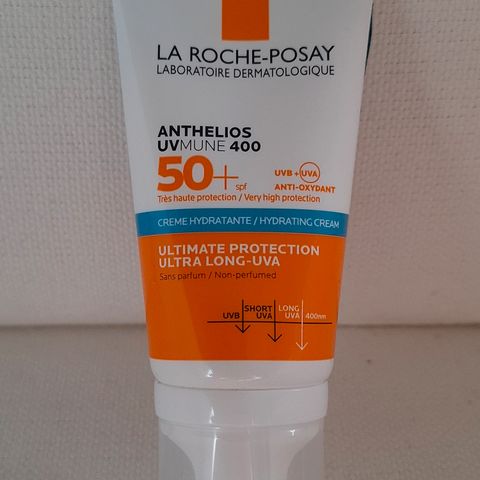 LA ROCHE-POSAY
LABORATOIRE DERMATOLOGIQUE
ANTHELIOS
UVMUNE 400
50+ spf
UVB + UVA
ANTI-OXYDANT
Très haute protection / Very high protection
CREME HYDRATANTE / HYDRATING CREAM
ULTIMATE PROTECTION
ULTRA LONG-UVA
Sans parfum / Non-perfumed
UVB
SHORT UVA
LONG UVA
400nm